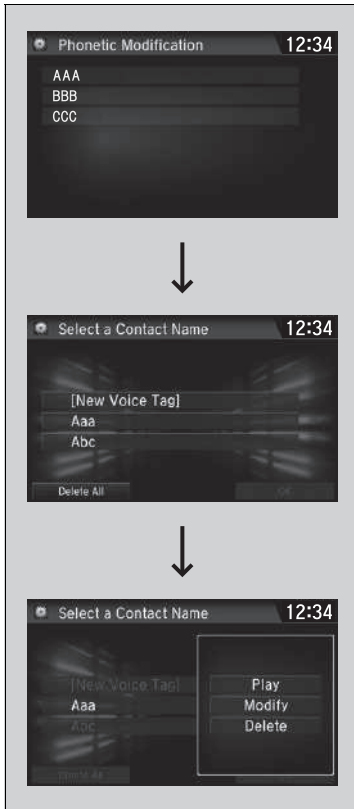 Phonetic Modification 12:34
AAA
BBB
CCC
Select a Contact Name 12:34
[New Voice Tag]
Aaa
Abc
Delete All OK
Select a Contact Name 12:34
[New Voice Tag] Play
Aaa Modify
Abc Delete
Delete All